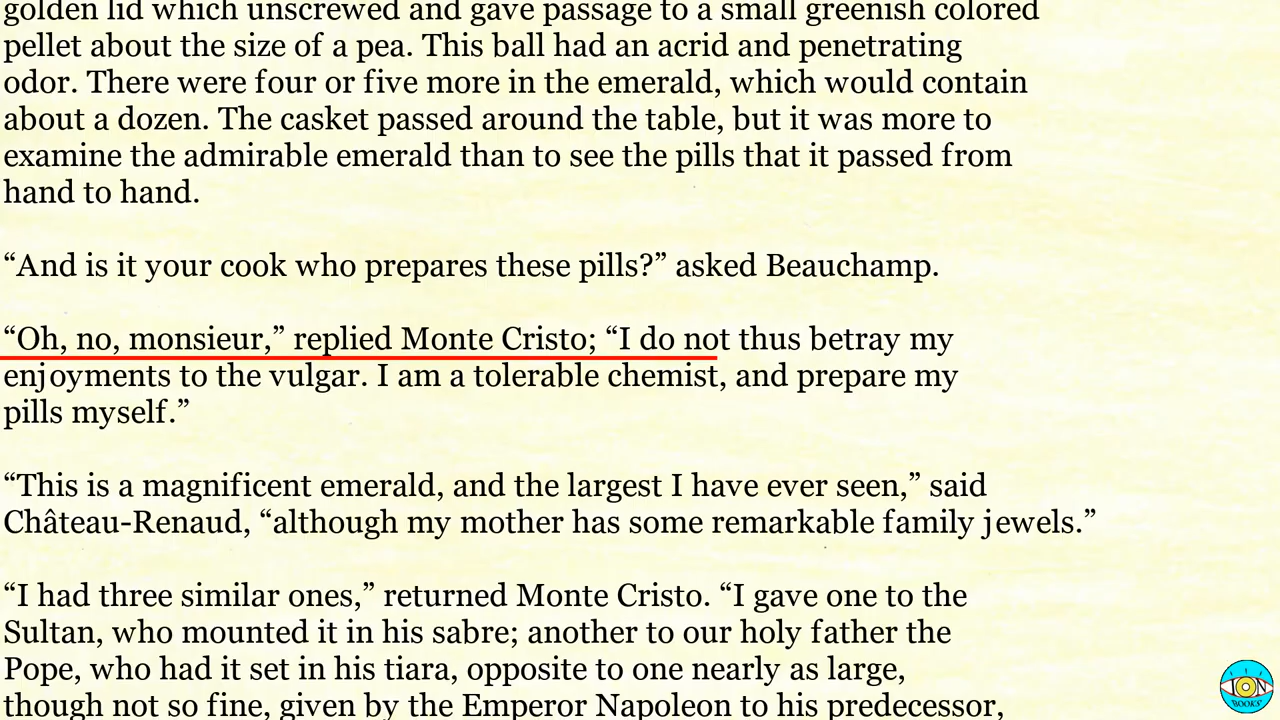 golden lid which unscrewed and gave passage to a small greenish colored
pellet about the size of a pea. This ball had an acrid and penetrating
odor. There were four or five more in the emerald, which would contain
about a dozen. The casket passed around the table, but it was more to
examine the admirable emerald than to see the pills that it passed from
hand to hand.
“And is it your cook who prepares these pills?” asked Beauchamp.
“Oh, no, monsieur,” replied Monte Cristo; “I do not thus betray my
enjoyments to the vulgar. I am a tolerable chemist, and prepare my
pills myself.”
“This is a magnificent emerald, and the largest I have ever seen,” said
Château-Renaud, “although my mother has some remarkable family jewels.”
“I had three similar ones,” returned Monte Cristo. “I gave one to the
Sultan, who mounted it in his sabre; another to our holy father the
Pope, who had it set in his tiara, opposite to one nearly as large,
though not so fine, given by the Emperor Napoleon to his predecessor,
ION
BOOKS